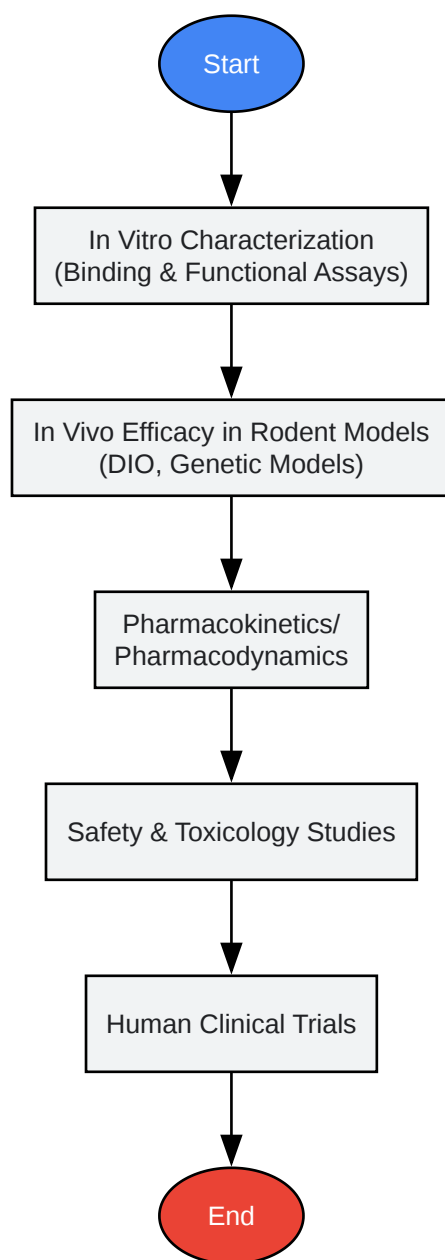 Start
In Vitro Characterization
(Binding & Functional Assays)
In Vivo Efficacy in Rodent Models
(DIO, Genetic Models)
Pharmacokinetics/
Pharmacodynamics
Safety & Toxicology Studies
Human Clinical Trials
End